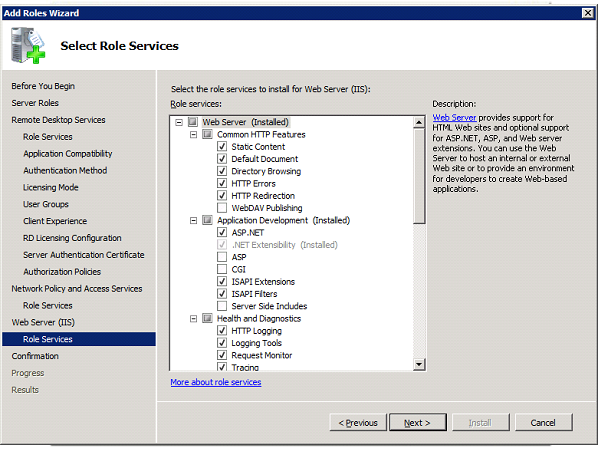 Add Roles Wizard
Select Role Services
Before You Begin
Server Roles
Remote Desktop Services
Role Services
Application Compatibility
Authentication Method
Licensing Mode
User Groups
Client Experience
RD Licensing Configuration
Server Authentication Certificate
Authorization Policies
Network Policy and Access Services
Role Services
Web Server (IIS)
Role Services
Confirmation
Progress
Results
Select the role services to install for Web Server (IIS):
Role services:
Web Server (Installed)
Common HTTP Features
Static Content
Default Document
Directory Browsing
HTTP Errors
HTTP Redirection
WebDAV Publishing
Application Development (Installed)
ASP.NET
.NET Extensibility (Installed)
ASP
CGI
ISAPI Extensions
ISAPI Filters
Server Side Includes
Health and Diagnostics
HTTP Logging
Logging Tools
Request Monitor
Tracing
More about role services
Description:
Web Server provides support for
HTML Web sites and optional support
for ASP.NET, ASP, and Web server
extensions. You can use the Web
Server to host an internal or external
Web site or to provide an environment
for developers to create Web-based
applications.
< Previous
Next >
Install
Cancel